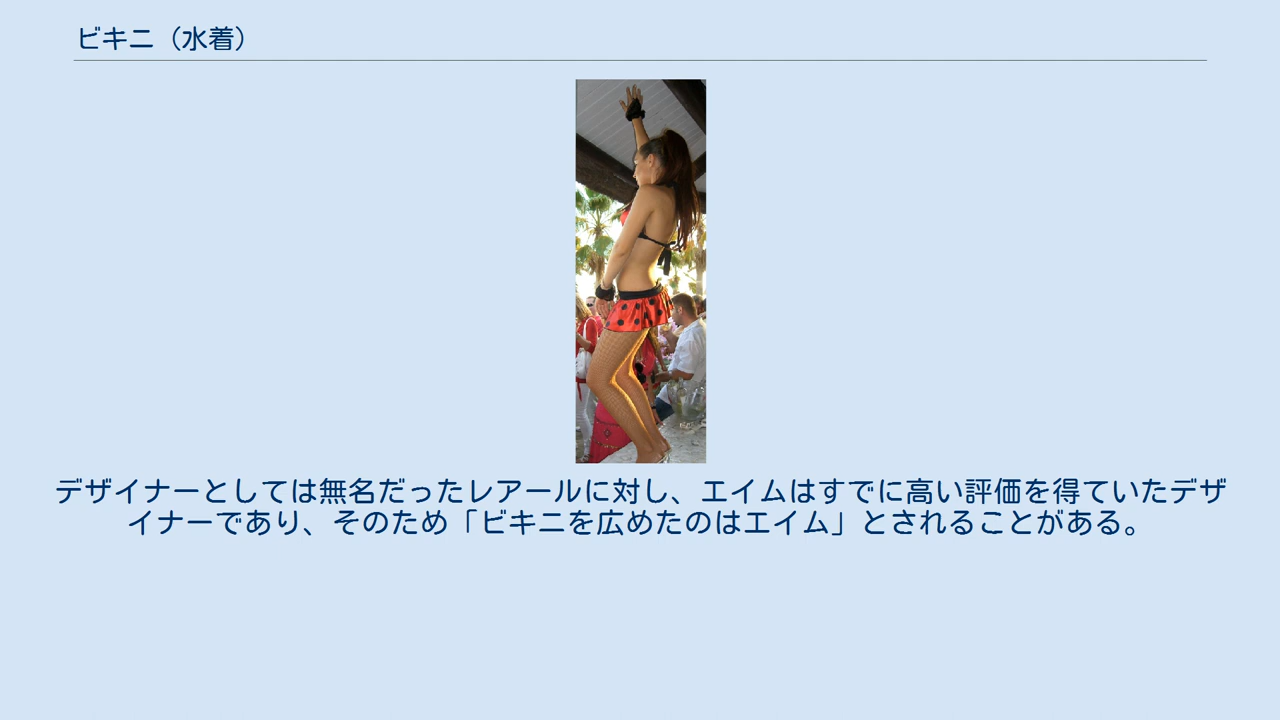 ビキニ（水着）
デザイナーとしては無名だったレアールに対し、エイムはすでに高い評価を得ていたデザ
イナーであり、そのため「ビキニを広めたのはエイム」とされることがある。